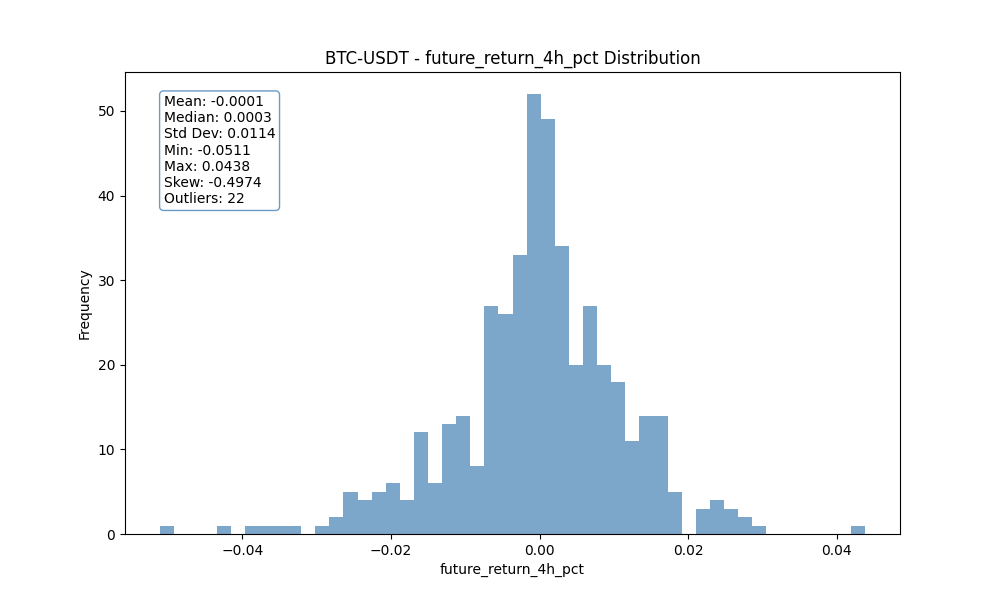 BTC-USDT - future_return_4h_pct Distribution
Mean: -0.0001
Median: 0.0003
Std Dev: 0.0114
Min: -0.0511
Max: 0.0438
Skew: -0.4974
Outliers: 22
50
40
30
20
10
0
Frequency
−0.04 −0.02 0.00 0.02 0.04
future_return_4h_pct